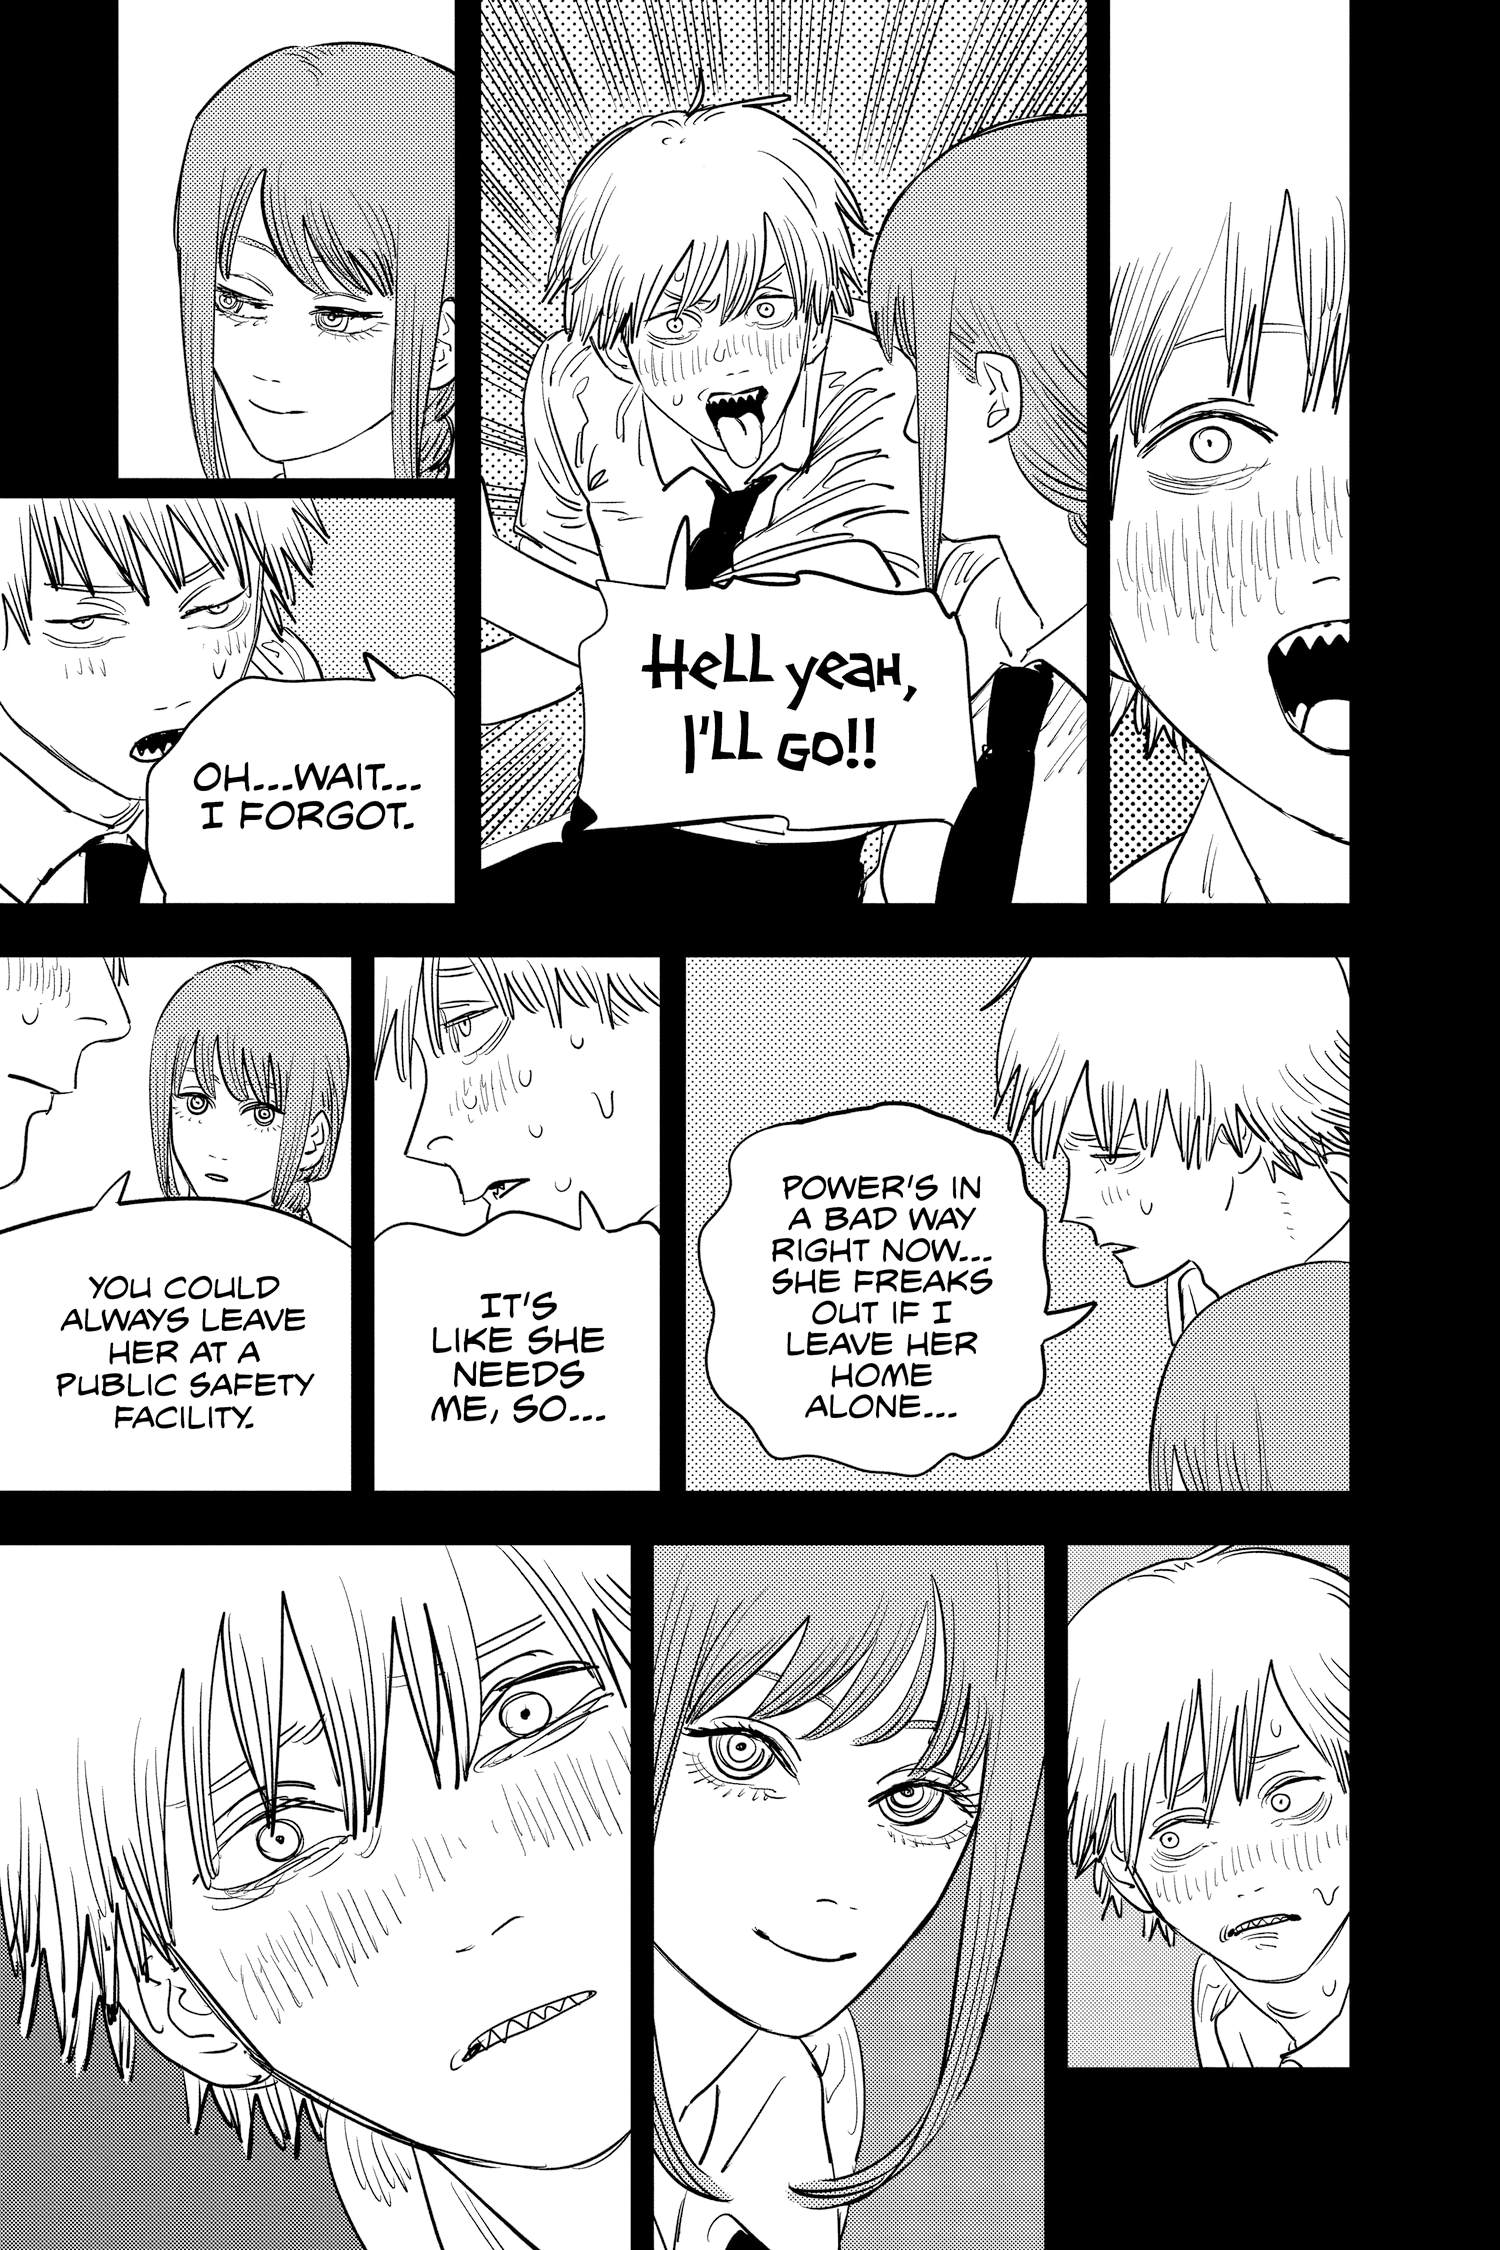 Hell yeah,
I'll go!!
OH...WAIT...
I FORGOT.
POWER'S IN
A BAD WAY
RIGHT NOW...
SHE FREAKS
OUT IF I
LEAVE HER
HOME
ALONE...
IT'S
LIKE SHE
NEEDS
ME, SO...
YOU COULD
ALWAYS LEAVE
HER AT A
PUBLIC SAFETY
FACILITY.